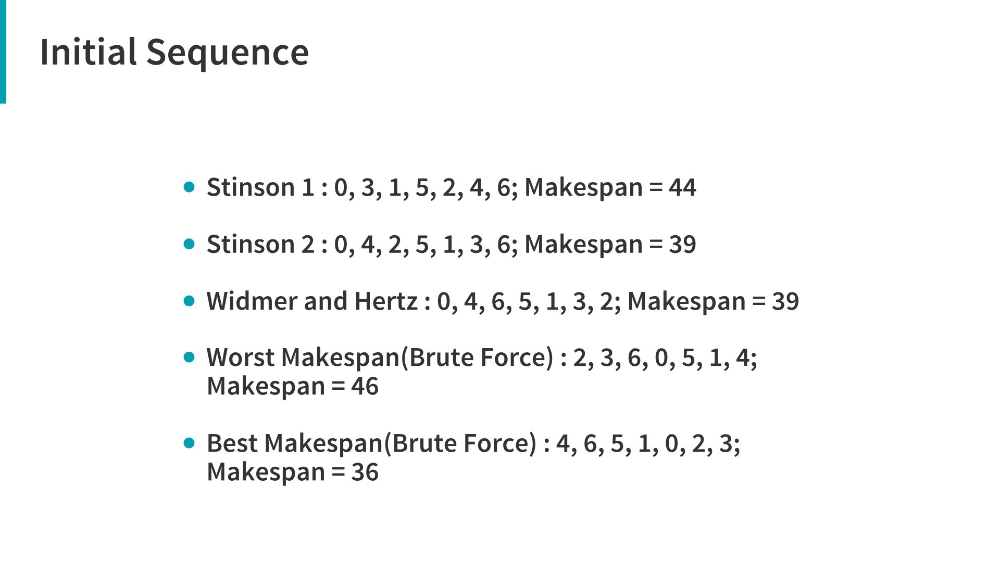 Initial Sequence
• Stinson 1 : 0, 3, 1, 5, 2, 4, 6; Makespan = 44
• Stinson 2 : 0, 4, 2, 5, 1, 3, 6; Makespan = 39
• Widmer and Hertz : 0, 4, 6, 5, 1, 3, 2; Makespan = 39
• Worst Makespan(Brute Force) : 2, 3, 6, 0, 5, 1, 4;
Makespan = 46
• Best Makespan(Brute Force) : 4, 6, 5, 1, 0, 2, 3;
Makespan = 36